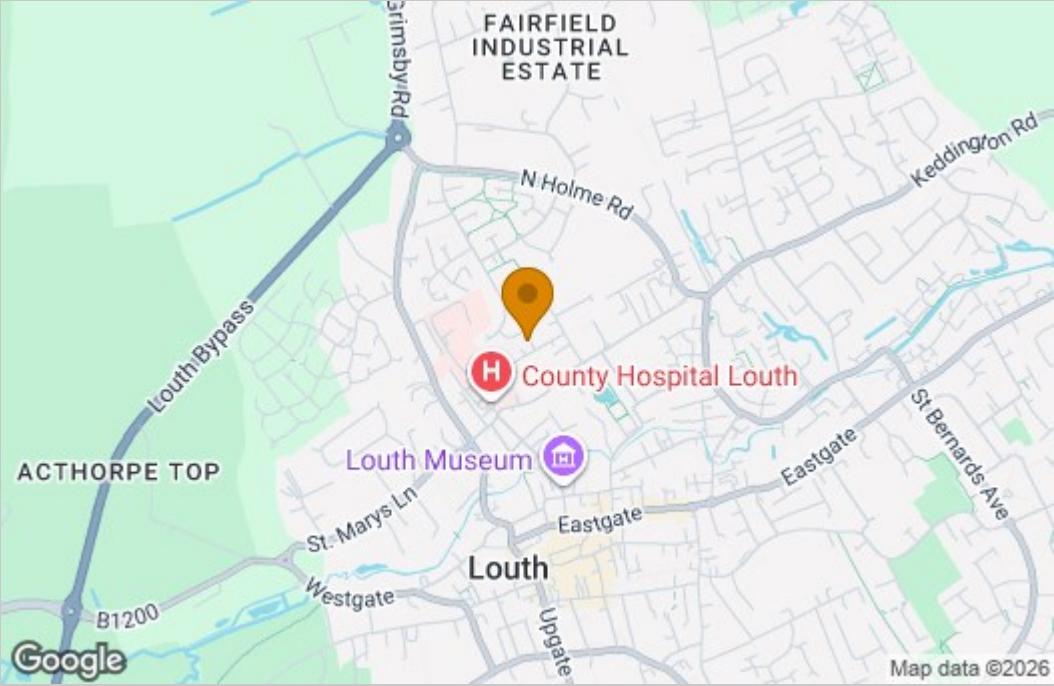 Grimsby Rd
FAIRFIELD
INDUSTRIAL
ESTATE
Keddington Rd
N Holme Rd
Louth Bypass
H
County Hospital Louth
St Bernards Ave
Louth Museum
ACTHORPE TOP
Eastgate
St. Marys Ln
Eastgate
Louth
Westgate
B1200
Upgate
Google
Map data ©2026